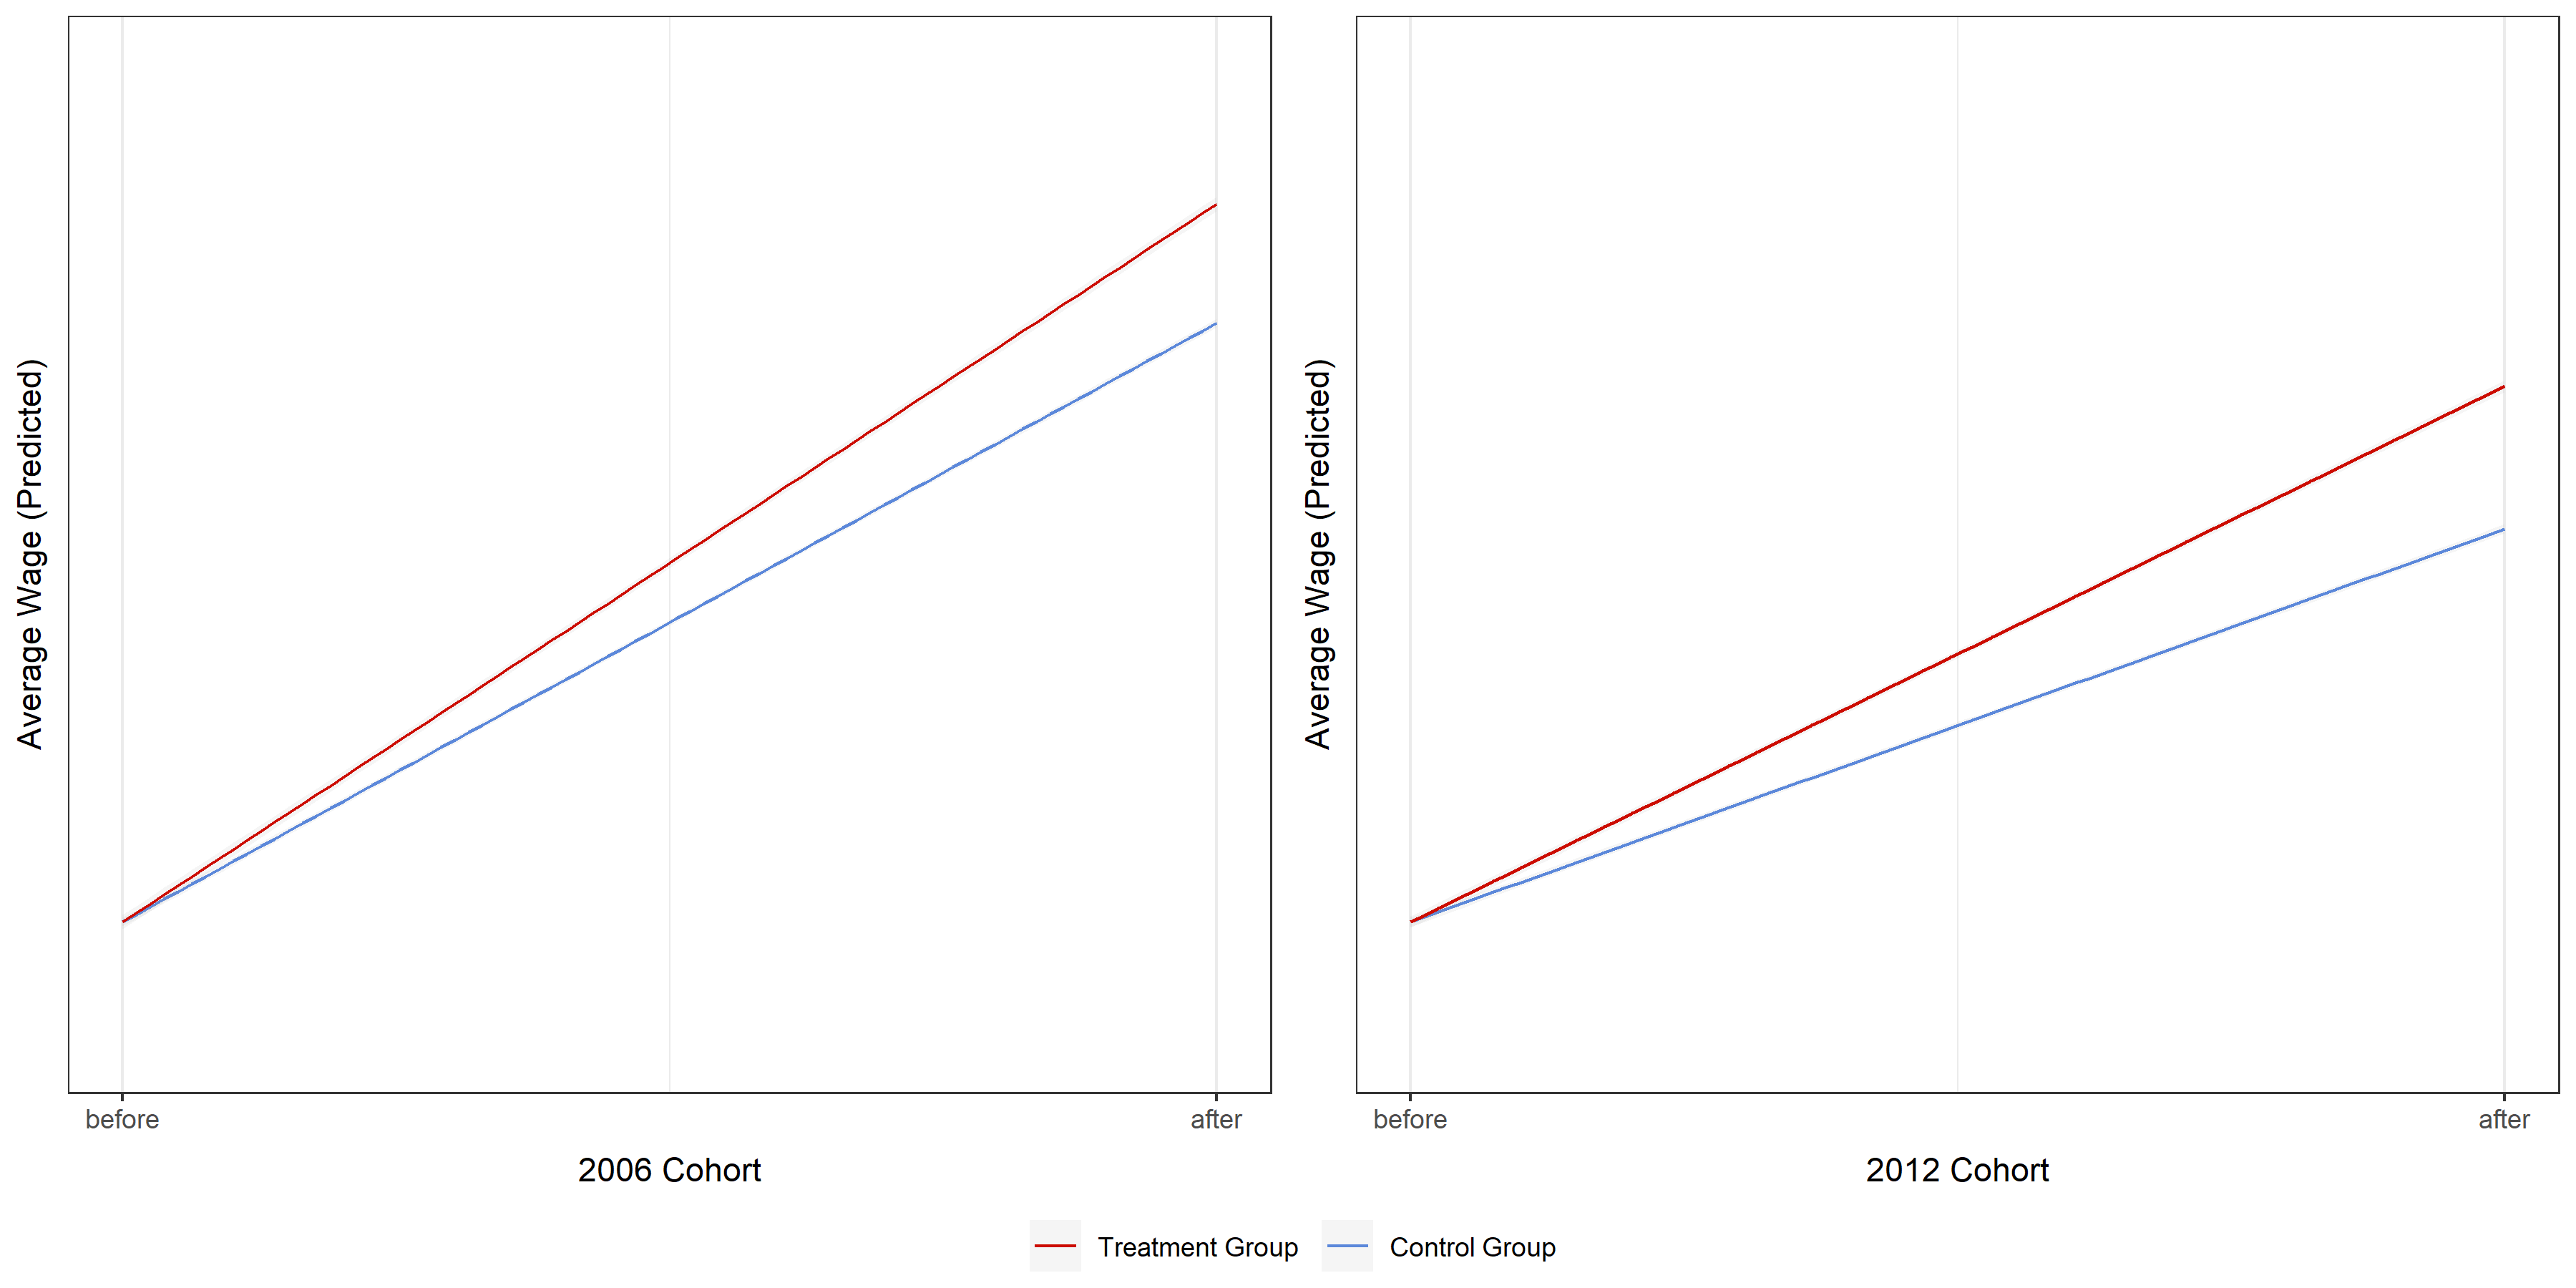 Average Wage (Predicted)
before
after
2006 Cohort
Average Wage (Predicted)
before
after
2012 Cohort
Treatment Group
Control Group